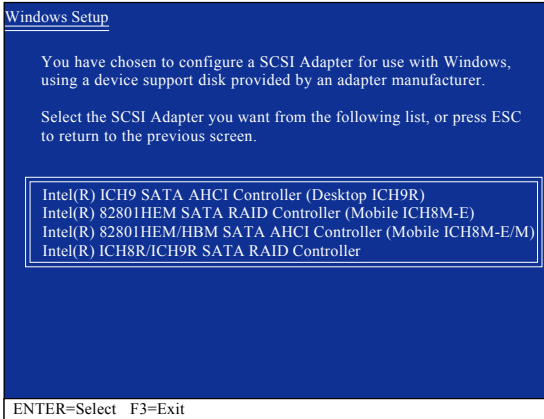 Windows Setup
You have chosen to configure a SCSI Adapter for use with Windows,
using a device support disk provided by an adapter manufacturer.
Select the SCSI Adapter you want from the following list, or press ESC
to return to the previous screen.
Intel(R) ICH9 SATA AHCI Controller (Desktop ICH9R)
Intel(R) 82801HEM SATA RAID Controller (Mobile ICH8M-E)
Intel(R) 82801HEM/HBM SATA AHCI Controller (Mobile ICH8M-E/M)
Intel(R) ICH8R/ICH9R SATA RAID Controller
ENTER=Select F3=Exit